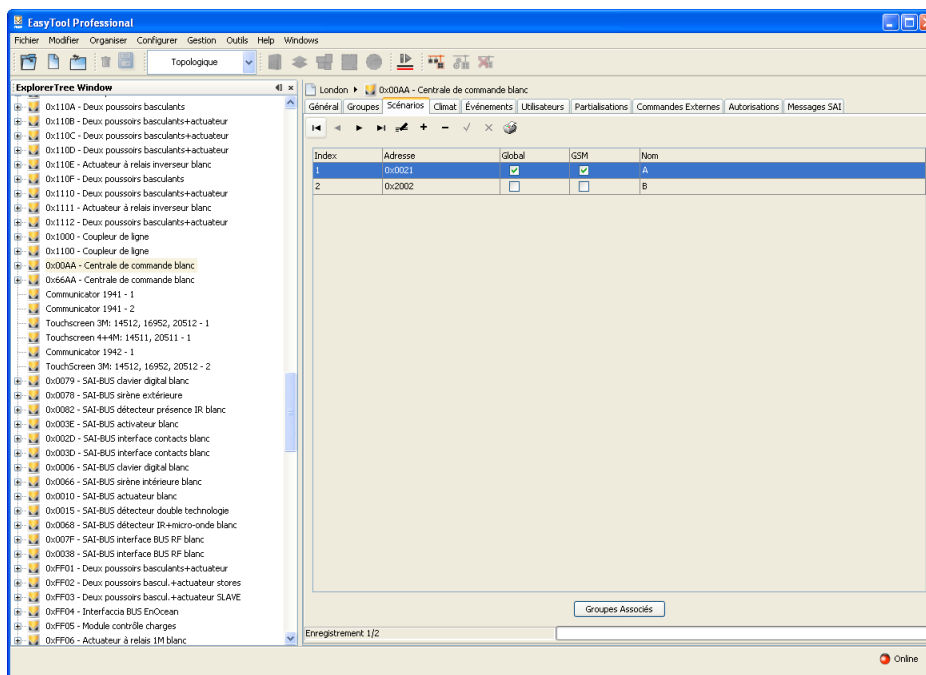 EasyTool Professional
Fichier Modifier Organiser Configurer Gestion Outils Help Windows
Topologique
ExplorerTree Window
0x110A - Deux poussoirs basculants
0x110B - Deux poussoirs basculants+actuateur
0x110C - Deux poussoirs basculants+actuateur
0x110D - Deux poussoirs basculants+actuateur
0x110E - Actuateur à relais inverseur blanc
0x110F - Deux poussoirs basculants
0x1110 - Deux poussoirs basculants+actuateur
0x1111 - Actuateur à relais inverseur blanc
0x1112 - Deux poussoirs basculants+actuateur
0x1000 - Coupleur de ligne
0x1100 - Coupleur de ligne
0x00AA - Centrale de commande blanc
0x66AA - Centrale de commande blanc
Communicator 1941 - 1
Communicator 1941 - 2
Touchscreen 3M: 14512, 16952, 20512 - 1
Touchscreen 4+4M: 14511, 20511 - 1
Communicator 1942 - 1
TouchScreen 3M: 14512, 16952, 20512 - 2
0x0079 - SAI-BUS clavier digital blanc
0x0078 - SAI-BUS sirène extérieure
0x0082 - SAI-BUS détecteur présence IR blanc
0x003E - SAI-BUS activateur blanc
0x002D - SAI-BUS interface contacts blanc
0x003D - SAI-BUS interface contacts blanc
0x0006 - SAI-BUS clavier digital blanc
0x0066 - SAI-BUS sirène intérieure blanc
0x0010 - SAI-BUS actuateur blanc
0x0015 - SAI-BUS détecteur double technologie
0x0068 - SAI-BUS détecteur IR+micro-onde blanc
0x007F - SAI-BUS interface BUS RF blanc
0x0038 - SAI-BUS interface BUS RF blanc
0xFF01 - Deux poussoirs basculants+actuateur
0xFF02 - Deux poussoirs bascul.+actuateur stores
0xFF03 - Deux poussoirs bascul.+actuateur SLAVE
0xFF04 - Interfaccia BUS EnOcean
0xFF05 - Module contrôle charges
0xFF06 - Actuateur à relais 1M blanc
London 0x00AA - Centrale de commande blanc
Général Groupes Scénarios Climat Événements Utilisateurs Partialisations Commandes Externes Autorisations Messages SAI
Index Adresse Global GSM Nom
1 0x0021 A
2 0x2002 B
Groupes Associés
Enregistrement 1/2
Online